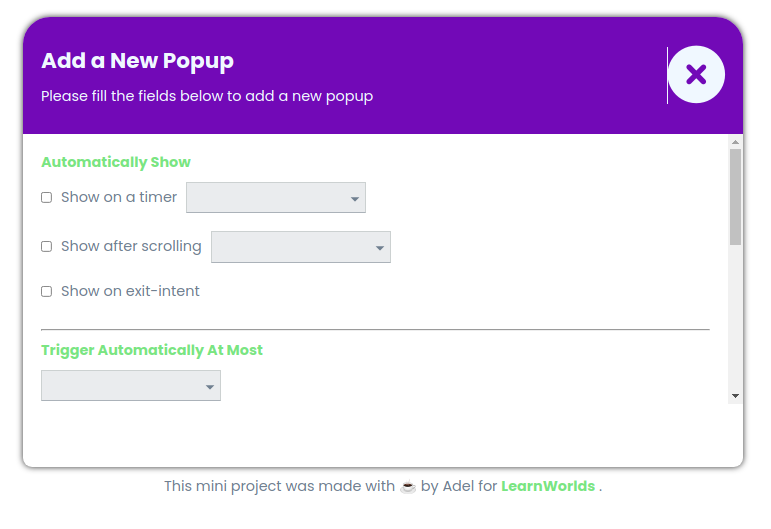 Add a New Popup
Please fill the fields below to add a new popup
Automatically Show
Show on a timer
Show after scrolling
Show on exit-intent
Trigger Automatically At Most
This mini project was made with ☕ by Adel for LearnWorlds .